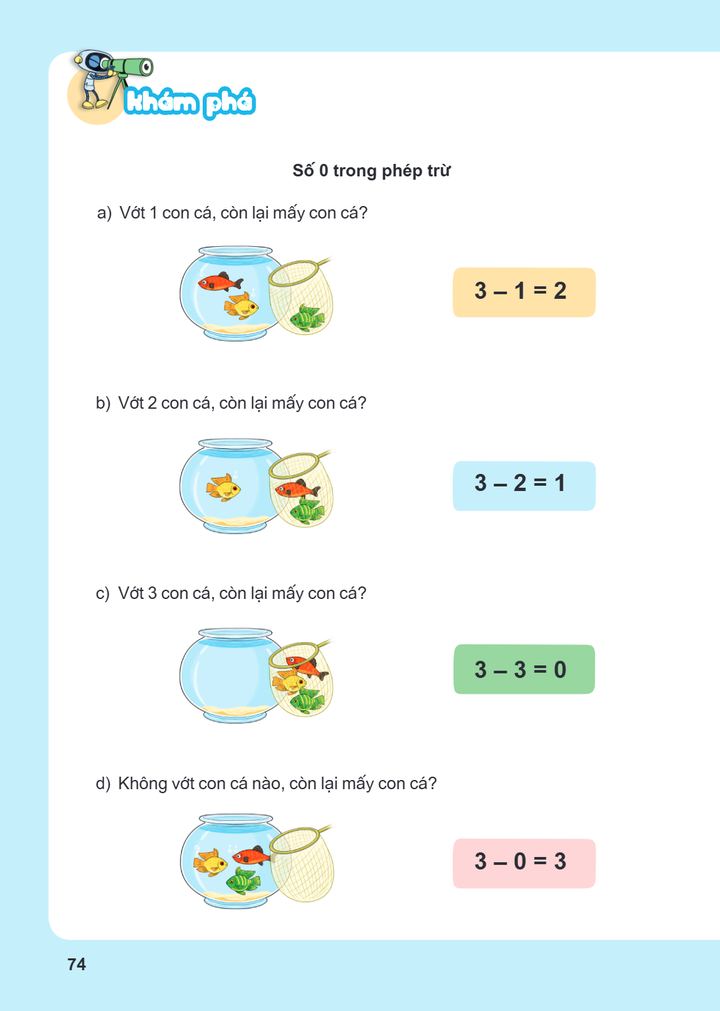 khám phá
Số 0 trong phép trừ
a) Vớt 1 con cá, còn lại mấy con cá?
3 – 1 = 2
b) Vớt 2 con cá, còn lại mấy con cá?
3 – 2 = 1
c) Vớt 3 con cá, còn lại mấy con cá?
3 – 3 = 0
d) Không vớt con cá nào, còn lại mấy con cá?
3 – 0 = 3
74